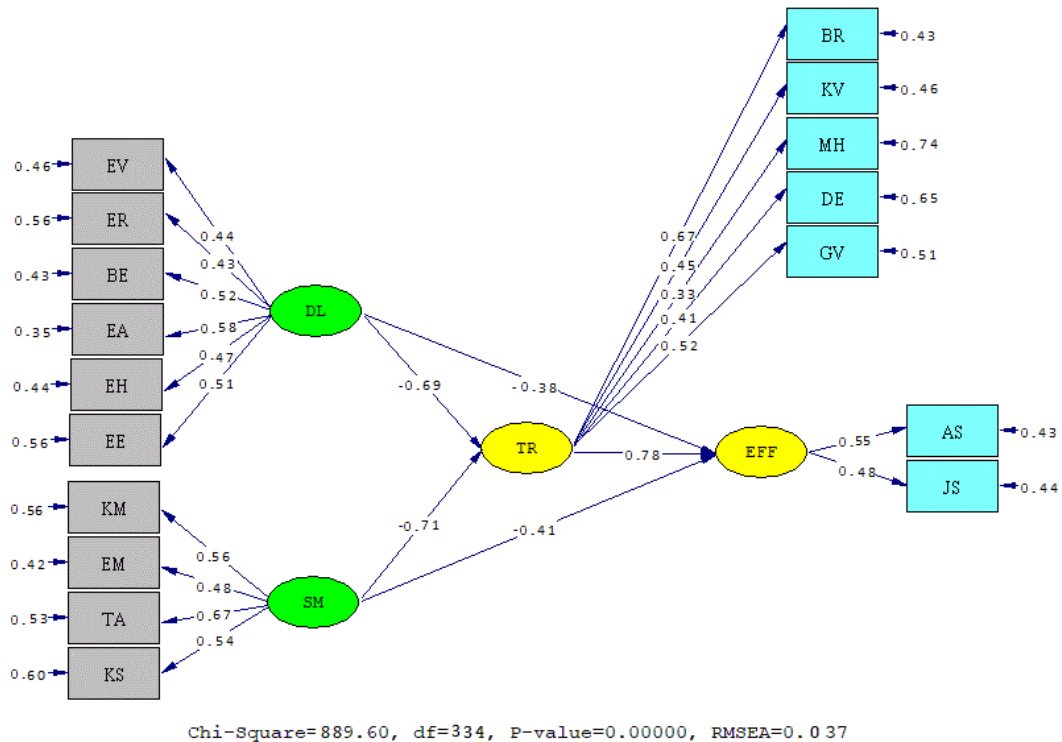 BR
0.43
KV
0.46
MH
0.74
DE
0.65
GV
0.51
0.46
EV
0.56
ER
0.43
BE
0.35
EA
0.44
EH
0.56
EE
0.44
0.43
0.52
0.58
0.47
0.51
DL
0.67
0.45
0.33
0.41
0.52
-0.69
-0.38
TR
0.78
EFF
0.55
0.48
AS
0.43
JS
0.44
0.56
KM
0.42
EM
0.53
TA
0.60
KS
0.56
0.48
0.67
0.54
SM
-0.71
-0.41
Chi-Square=889.60, df=334, P-value=0.00000, RMSEA=0.037